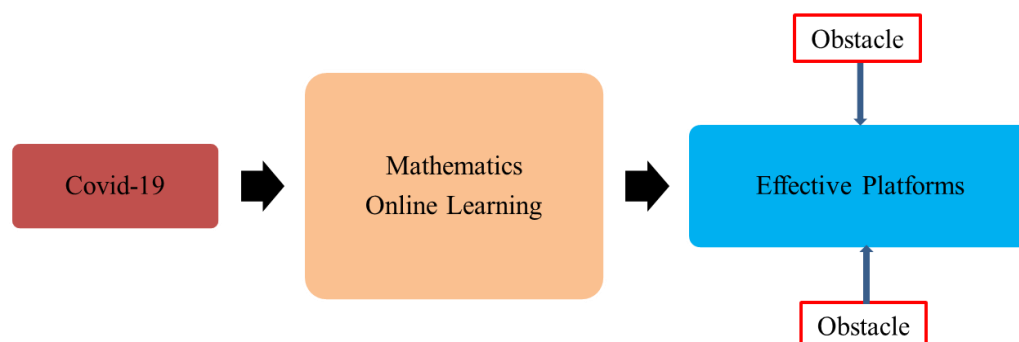 Obstacle
Covid-19
Mathematics
Online Learning
Effective Platforms
Obstacle